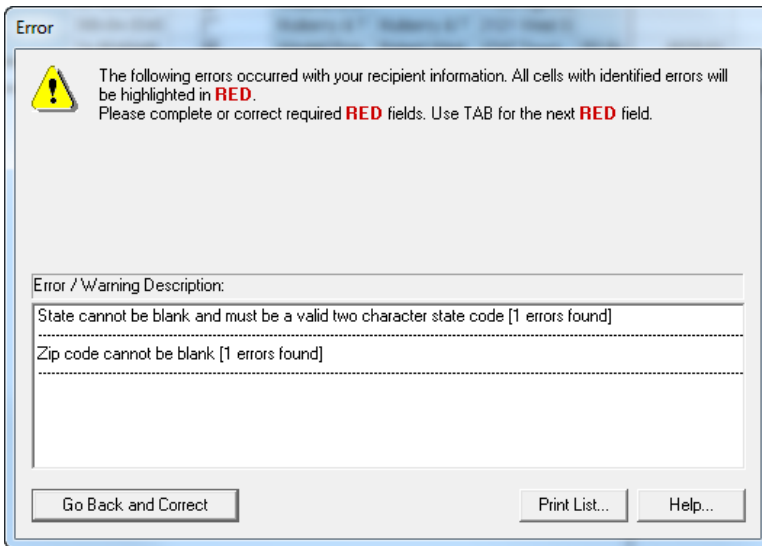 Error
The following errors occurred with your recipient information. All cells with identified errors will
be highlighted in RED.
Please complete or correct required RED fields. Use TAB for the next RED field.
Error / Warning Description:
State cannot be blank and must be a valid two character state code [1 errors found]
Zip code cannot be blank [1 errors found]
Go Back and Correct
Print List...
Help...